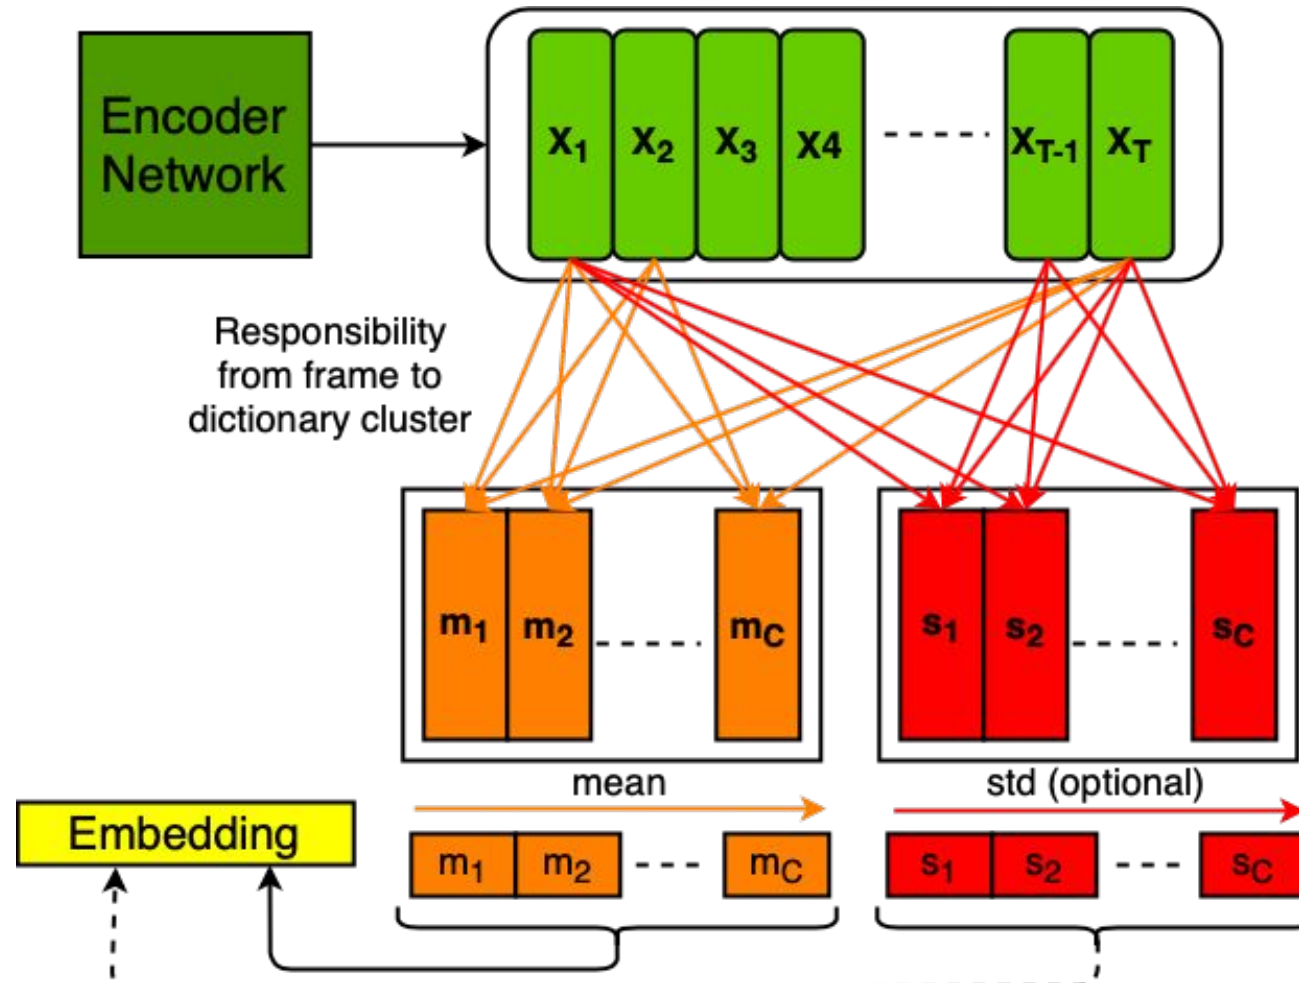 Encoder
Network
X1 X2 X3 X4 XT-1 XT
Responsibility
from frame to
dictionary cluster
m1 m2 mC s1 s2 sC
mean std (optional)
Embedding
m1 m2 mC s1 s2 sC